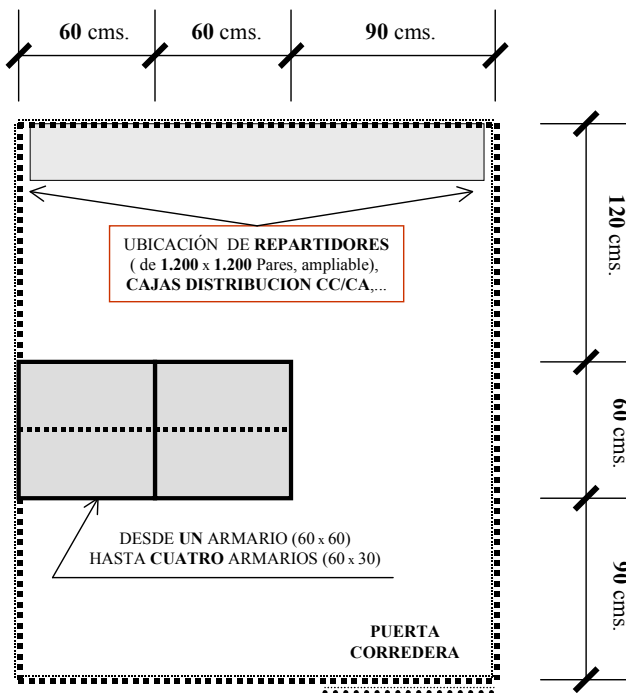 60 cms.
60 cms.
90 cms.
UBICACIÓN DE REPARTIDORES
( de 1.200 x 1.200 Pares, ampliable),
CAJAS DISTRIBUCION CC/CA,...
120 cms.
60 cms.
DESDE UN ARMARIO (60 x 60)
HASTA CUATRO ARMARIOS (60 x 30)
90 cms.
PUERTA
CORREDERA